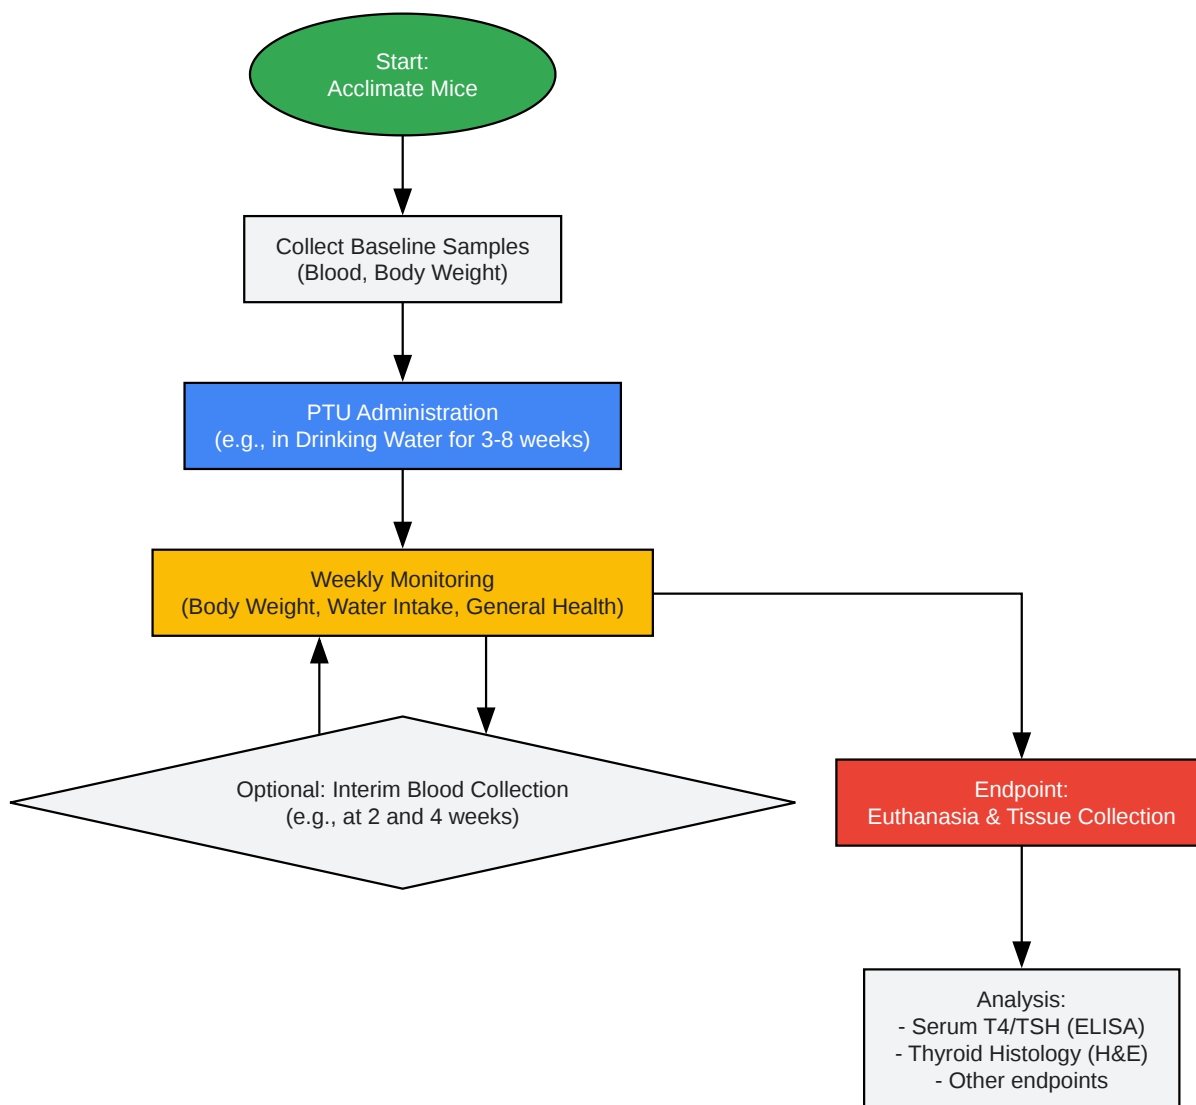 Start:
Acclimate Mice
Collect Baseline Samples
(Blood, Body Weight)
PTU Administration
(e.g., in Drinking Water for 3-8 weeks)
Weekly Monitoring
(Body Weight, Water Intake, General Health)
Optional: Interim Blood Collection
(e.g., at 2 and 4 weeks)
Endpoint:
Euthanasia & Tissue Collection
Analysis:
- Serum T4/TSH (ELISA)
- Thyroid Histology (H&E)
- Other endpoints